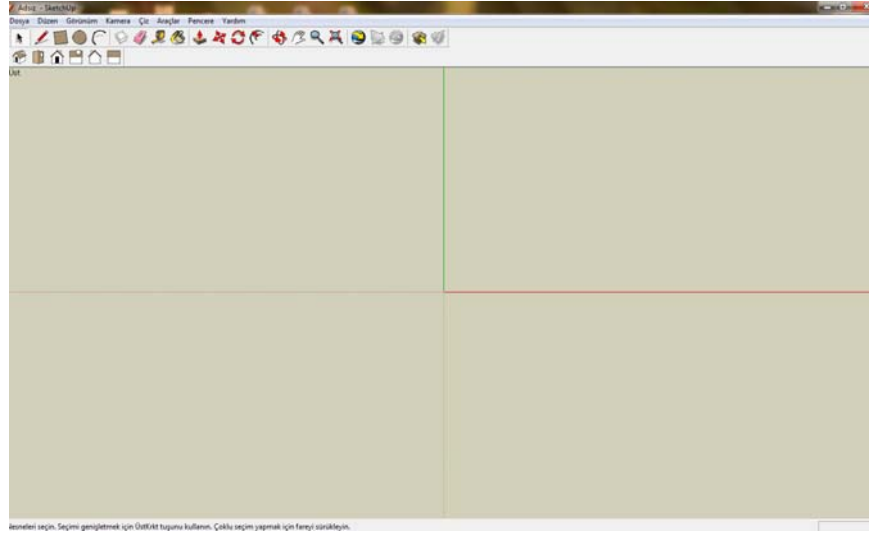 Adsız - SketchUp
Dosya Düzen Görünüm Kamera Çiz Araçlar Pencere Yardım
Üst
Nesneleri seçin. Seçimi genişletmek için ÜstKrkt tuşunu kullanın. Çoklu seçim yapmak için fareyi sürükleyin.